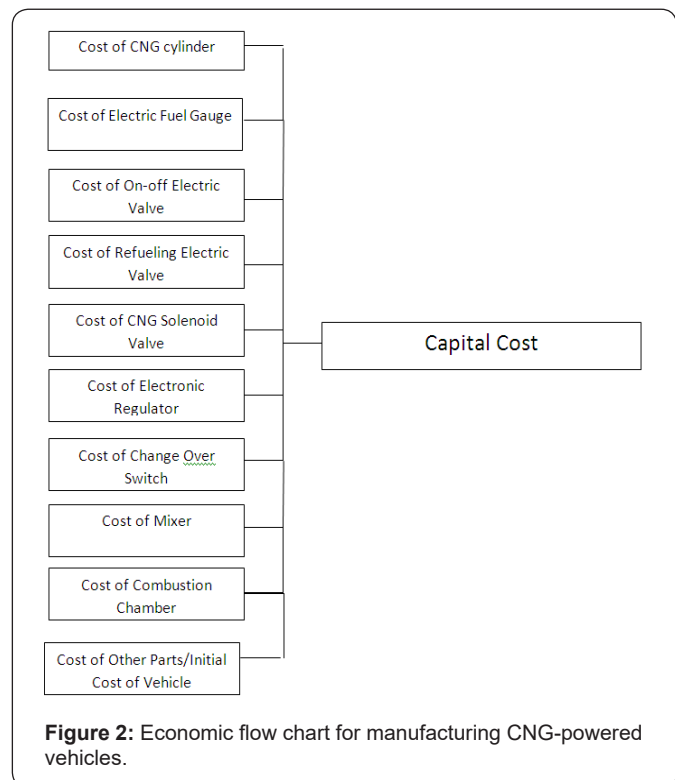 Cost of CNG cylinder
Cost of Electric Fuel Gauge
Cost of On-off Electric
Valve
Cost of Refueling Electric
Valve
Cost of CNG Solenoid
Valve
Capital Cost
Cost of Electronic
Regulator
Cost of Change Over
Switch
Cost of Mixer
Cost of Combustion
Chamber
Cost of Other Parts/Initial
Cost of Vehicle
Figure 2: Economic flow chart for manufacturing CNG-powered
vehicles.